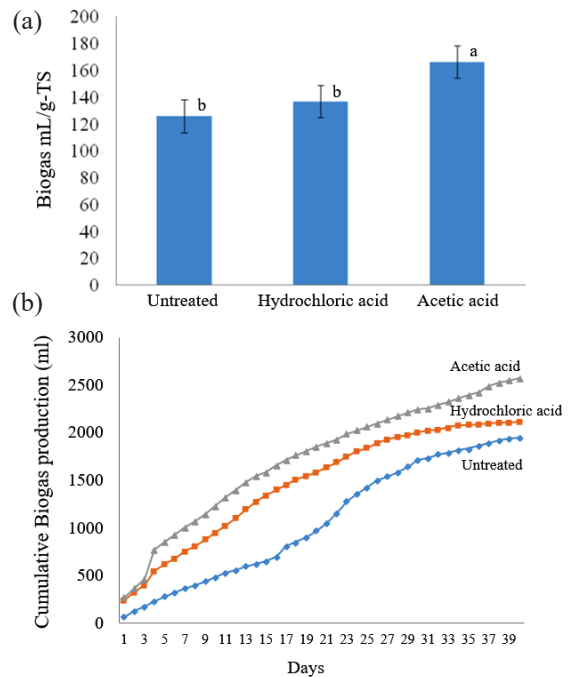 (a)
Biogas mL/g-TS
200
180
160
140
120
100
80
60
40
20
0
b
b
a
Untreated
Hydrochloric acid
Acetic acid
(b)
Cumulative Biogas production (ml)
3000
2500
2000
1500
1000
500
0
Acetic acid
Hydrochloric acid
Untreated
1 3 5 7 9 11 13 15 17 19 21 23 25 27 29 31 33 35 37 39
Days